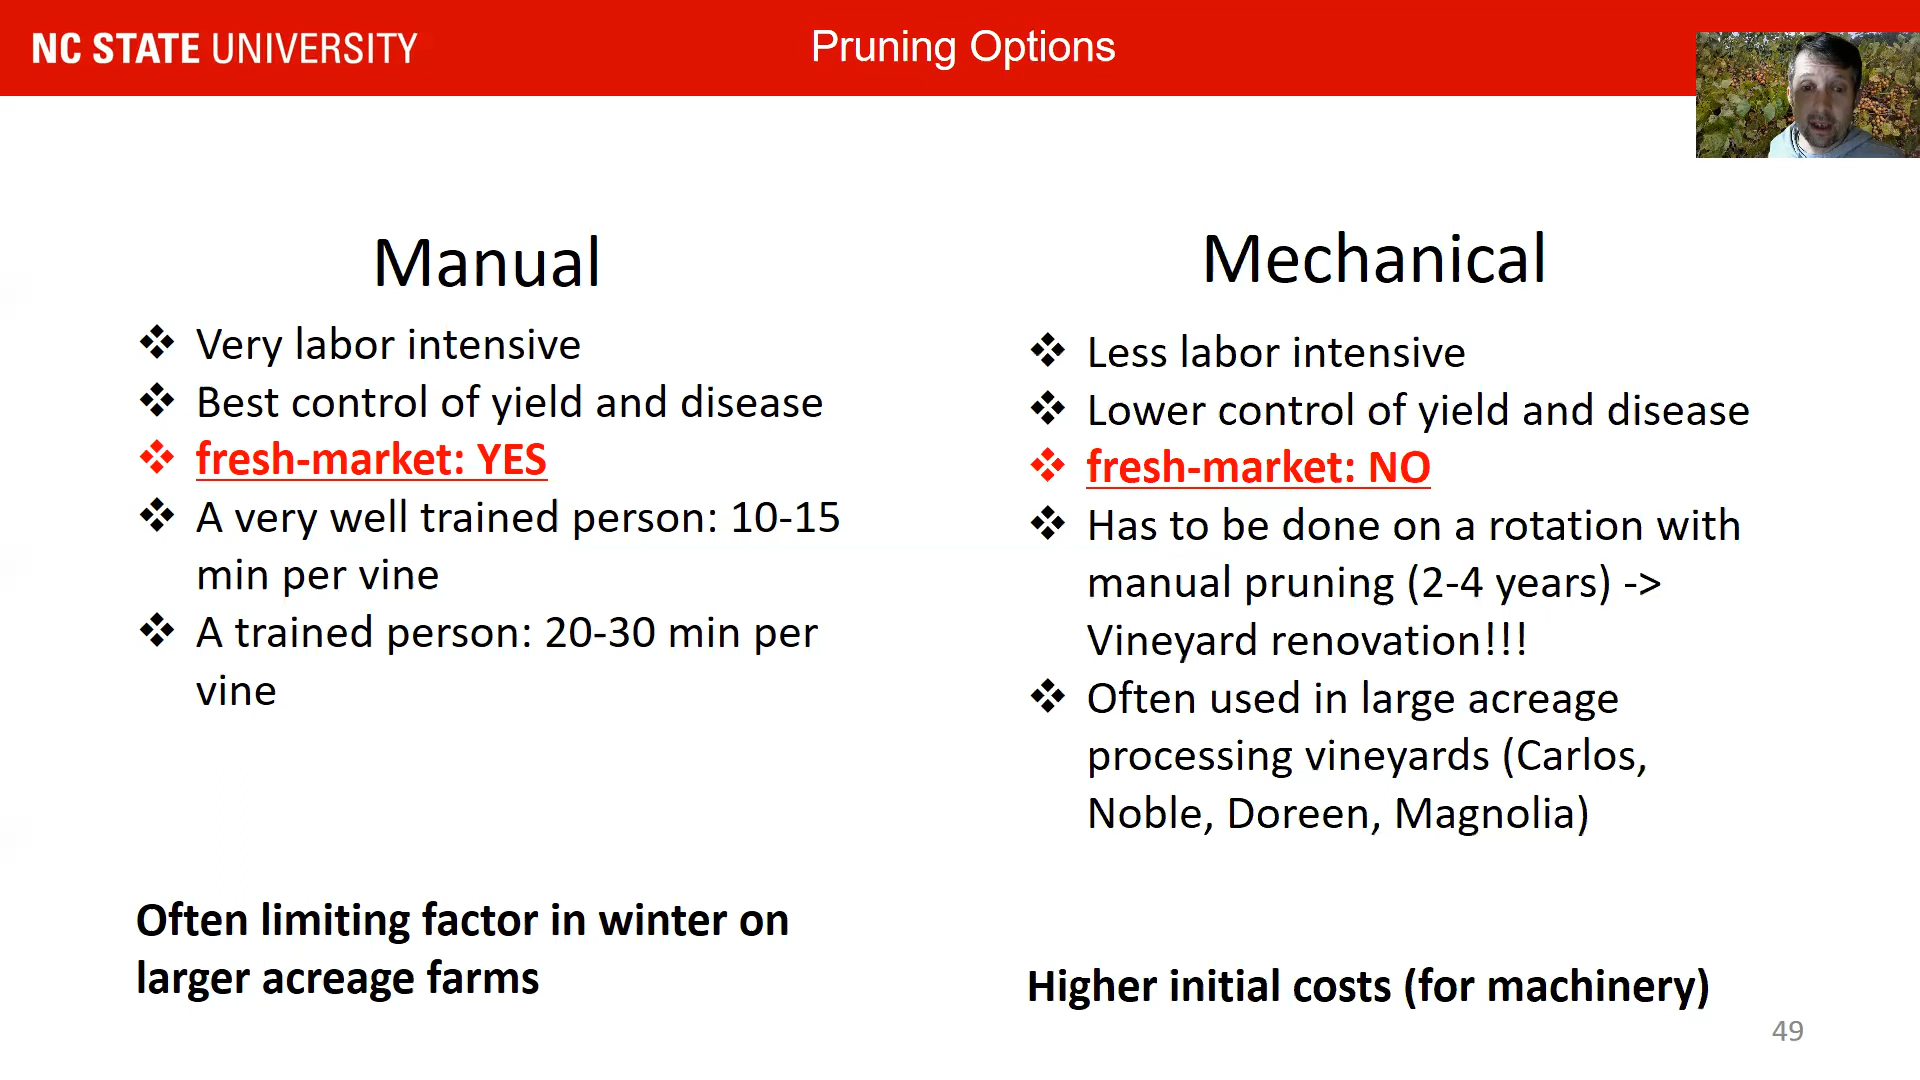 NC STATE UNIVERSITY
Pruning Options
Manual
❖ Very labor intensive
❖ Best control of yield and disease
❖ fresh-market: YES
❖ A very well trained person: 10-15
min per vine
❖ A trained person: 20-30 min per
vine
Often limiting factor in winter on
larger acreage farms
Mechanical
❖ Less labor intensive
❖ Lower control of yield and disease
❖ fresh-market: NO
❖ Has to be done on a rotation with
manual pruning (2-4 years) ->
Vineyard renovation!!!
❖ Often used in large acreage
processing vineyards (Carlos,
Noble, Doreen, Magnolia)
Higher initial costs (for machinery)
49